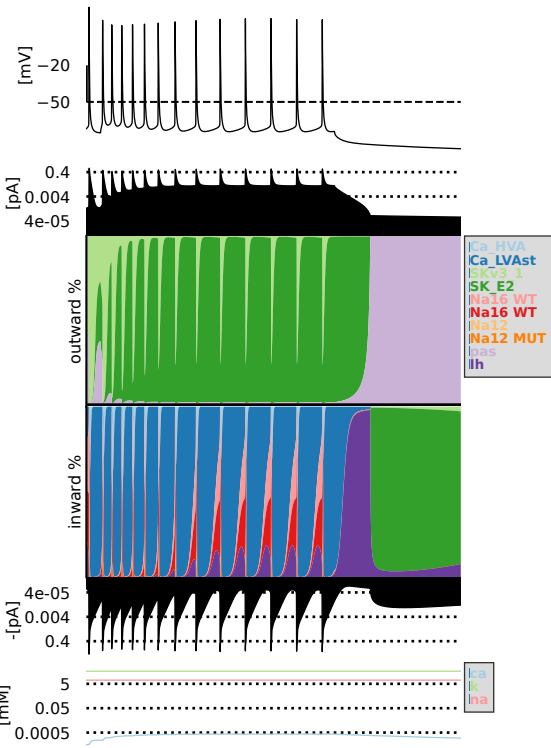 [mV]
−20
−50
[pA]
0.4
0.004
4e-05
outward %
Ca_HVA
Ca_LVAst
SKv3_1
SK_E2
Na16 WT
Na16 WT
Na12
Na12 MUT
pas
Ih
inward %
-[pA]
4e-05
0.004
0.4
[mM]
5
0.05
0.0005
ca
k
na